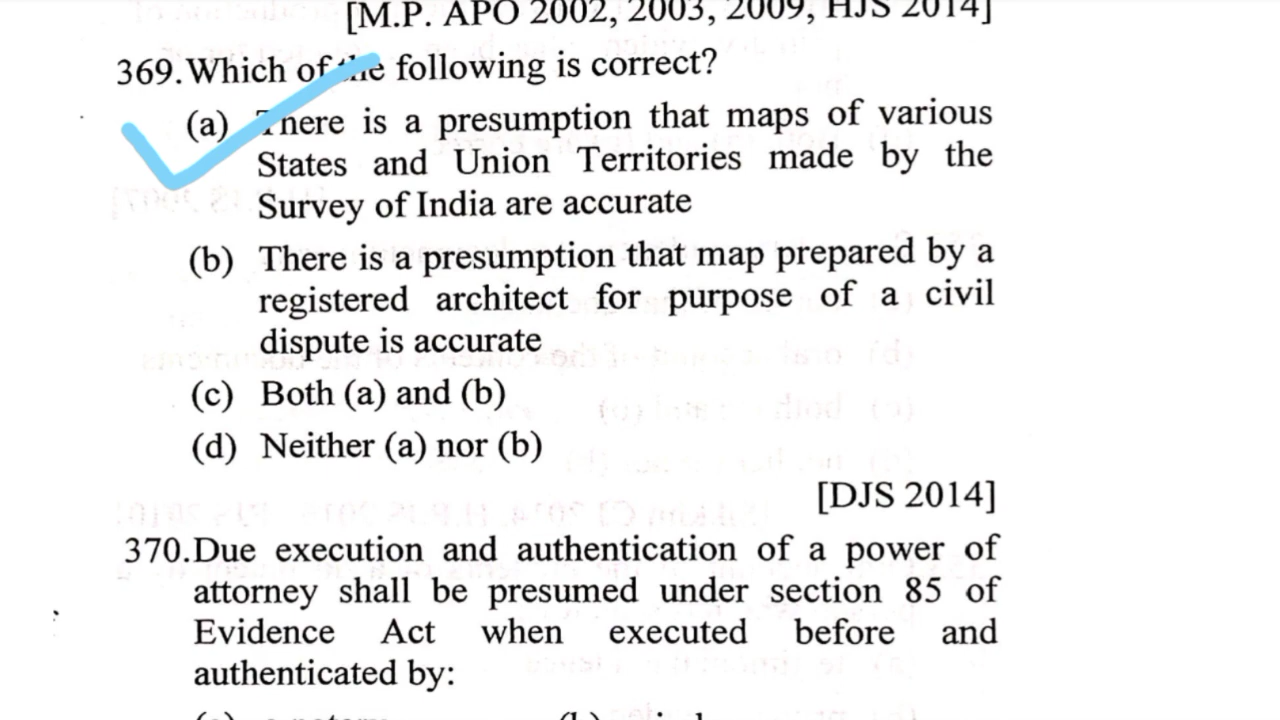 [M.P. APO 2002, 2003, 2009, HJS 2014]
369. Which of the following is correct?
(a) There is a presumption that maps of various
States and Union Territories made by the
Survey of India are accurate
(b) There is a presumption that map prepared by a
registered architect for purpose of a civil
dispute is accurate
(c) Both (a) and (b)
(d) Neither (a) nor (b)
[DJS 2014]
370. Due execution and authentication of a power of
attorney shall be presumed under section 85 of
Evidence Act when executed before and
authenticated by: